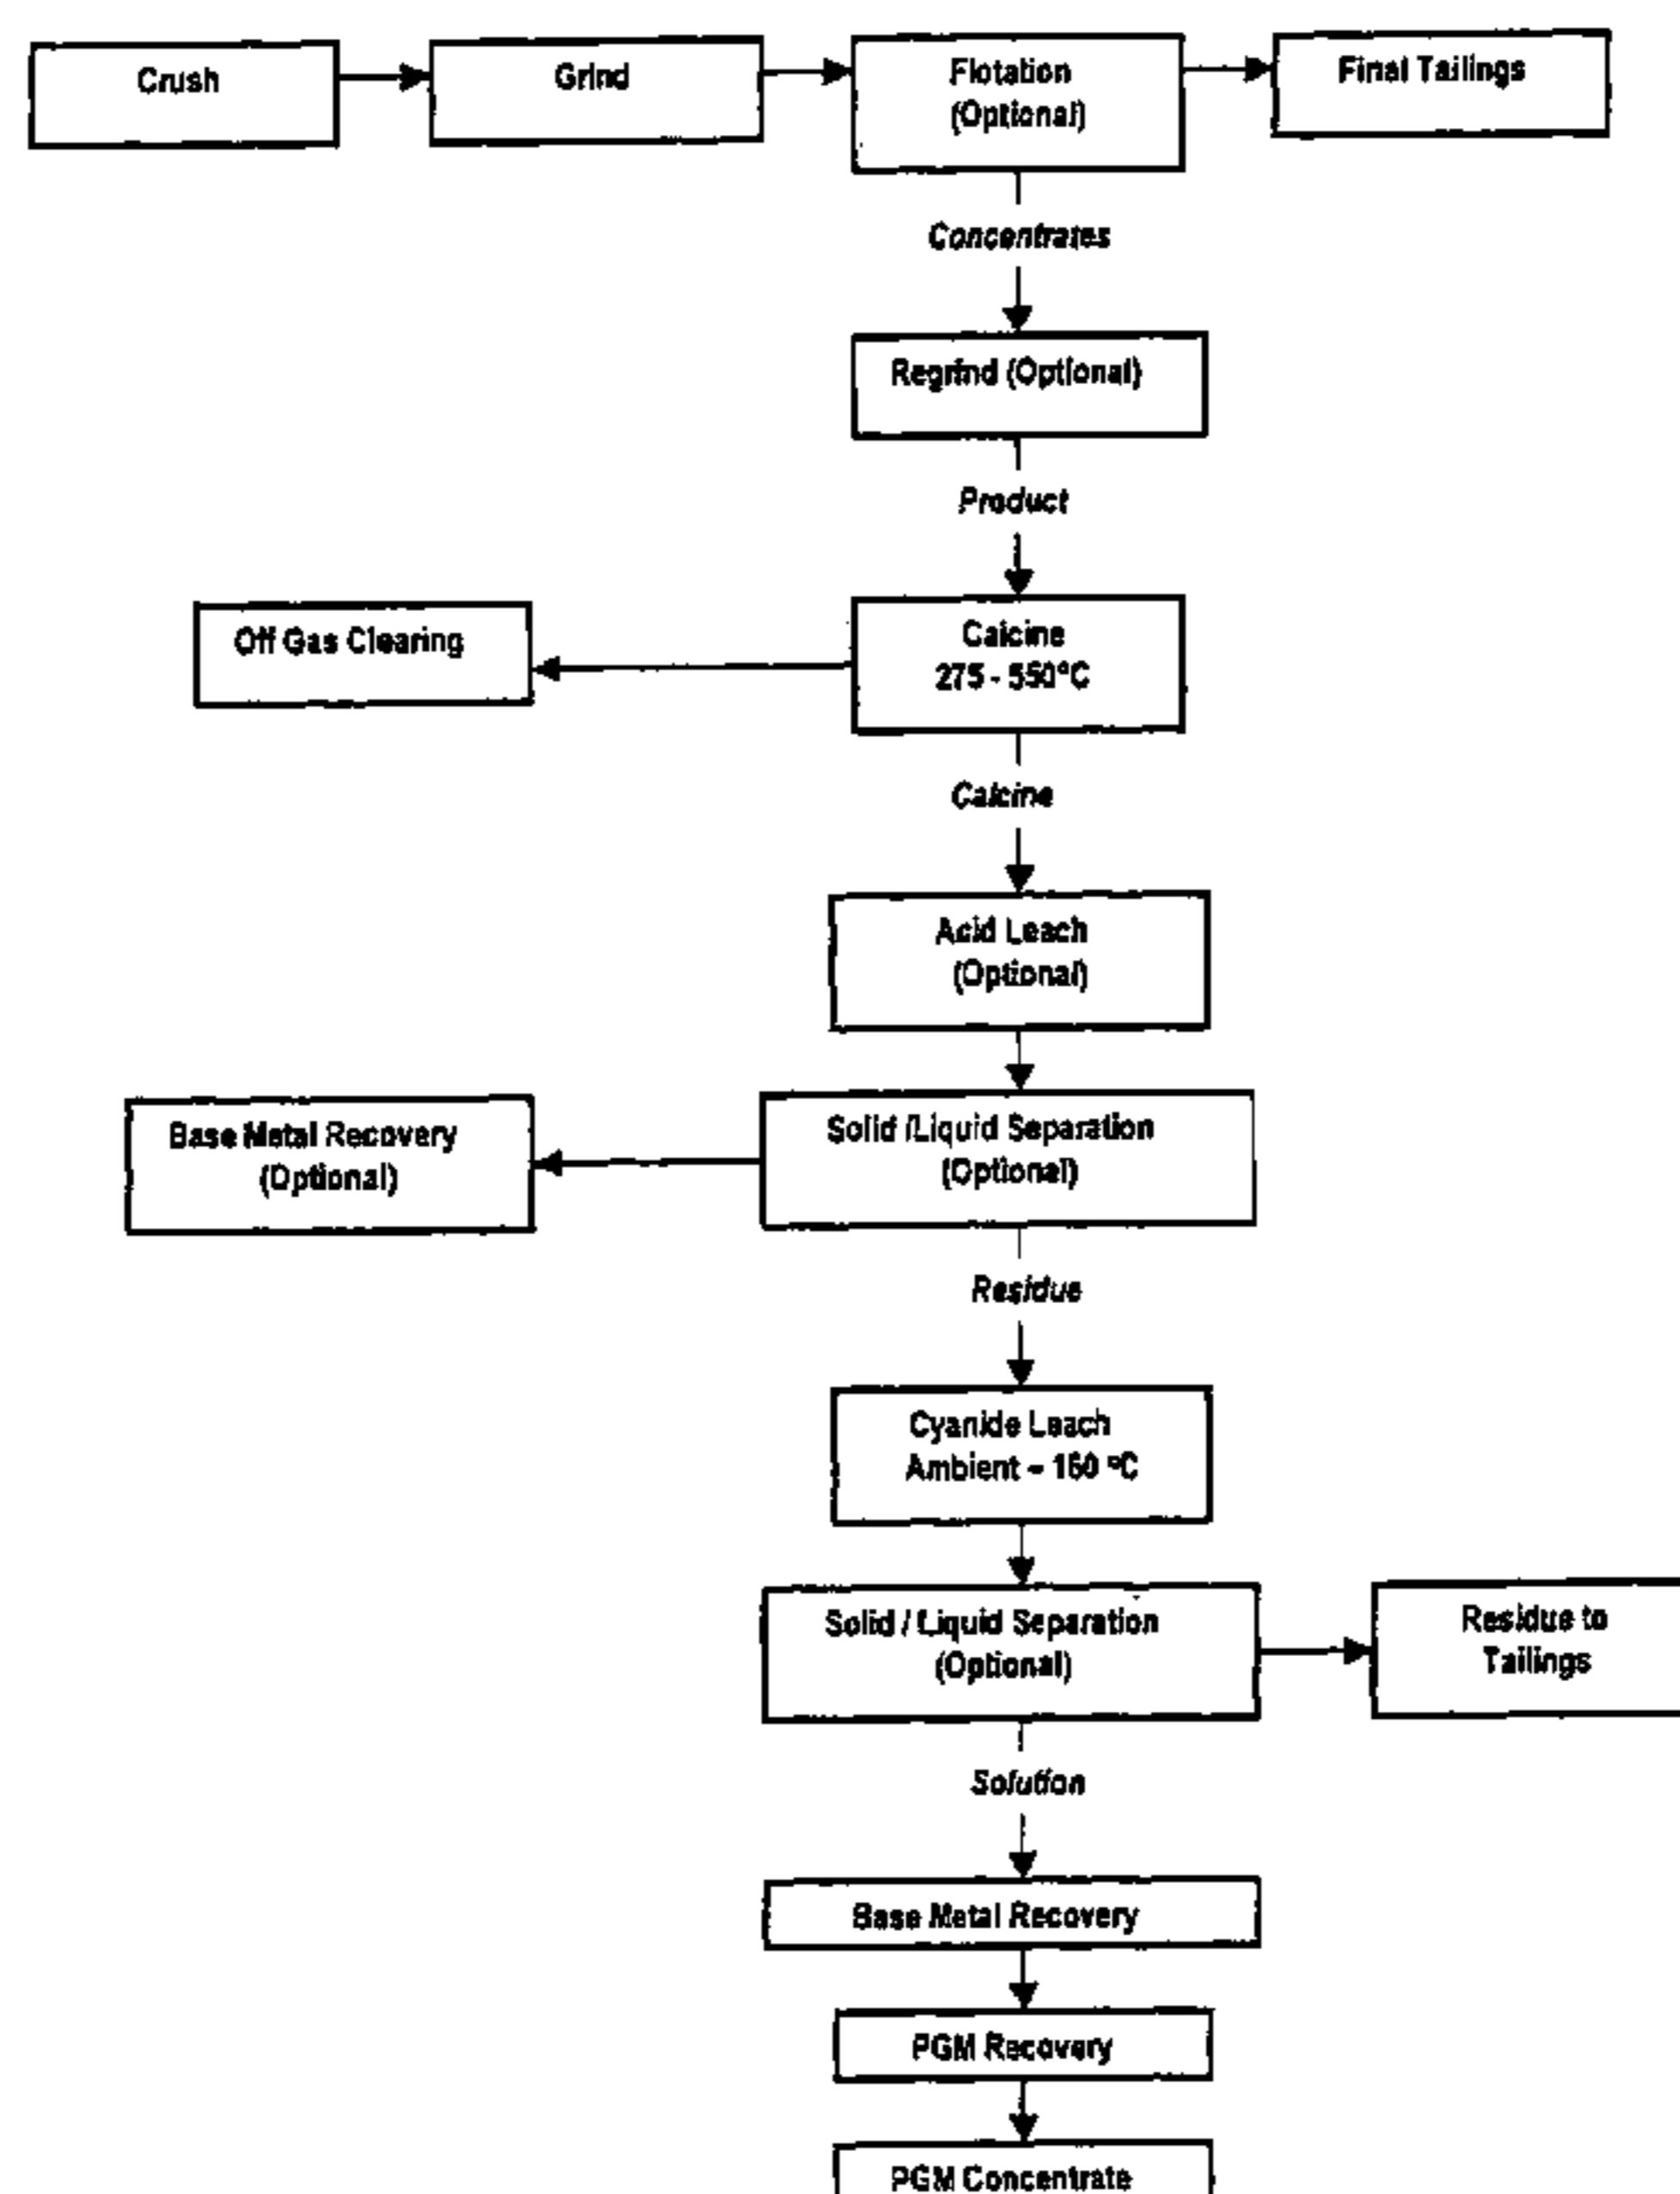 Crush
Grind
Flotation
(Optional)
Final Tailings
Concentrates
Regrind (Optional)
Product
Off Gas Clearing
Calcine
275 - 550°C
Calcine
Acid Leach
(Optional)
Base Metal Recovery
(Optional)
Solid /Liquid Separation
(Optional)
Residue
Cyanide Leach
Ambient – 160 °C
Solid / Liquid Separation
(Optional)
Residue to
Tailings
Solution
Base Metal Recovery
PGM Recovery
PGM Concentrate